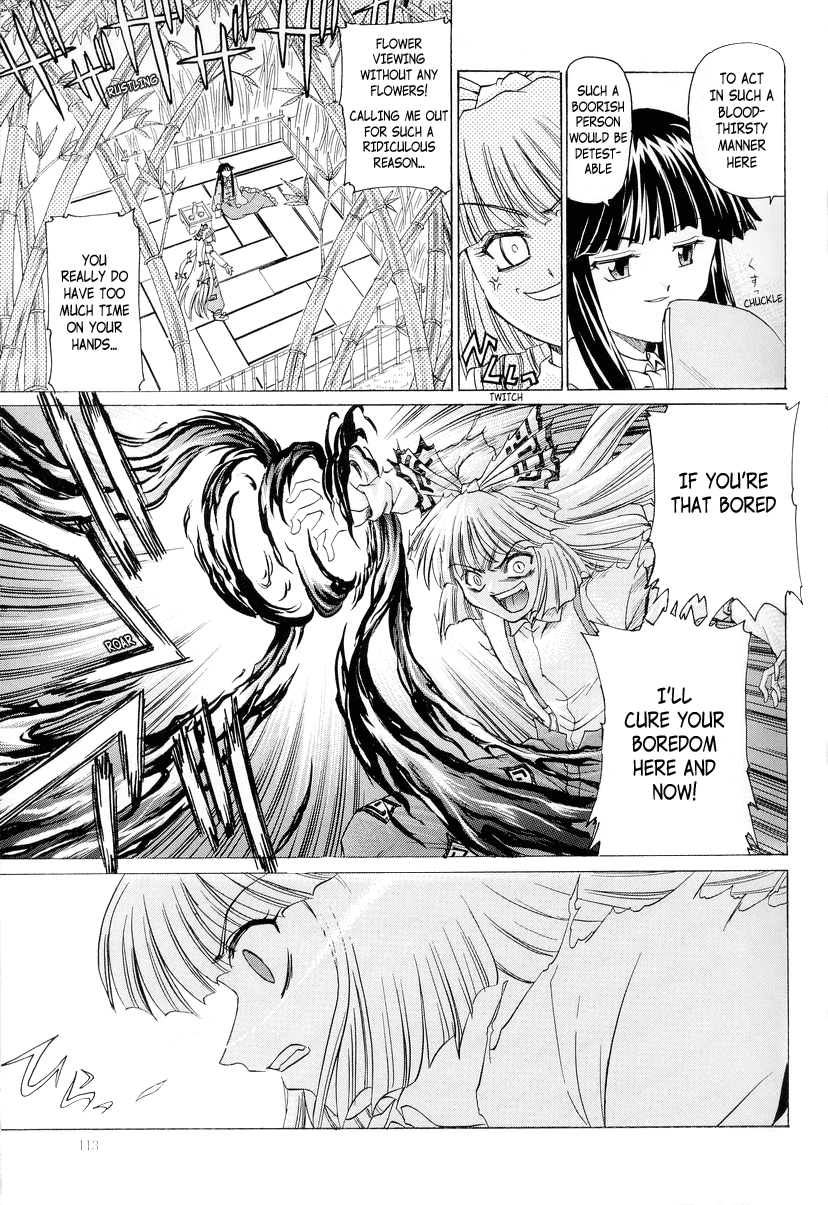 TO ACT
IN SUCH A
BLOOD-
THIRSTY
MANNER
HERE
SUCH A
BOORISH
PERSON
WOULD BE
DETEST-
ABLE
くすっ
CHUCKLE
TWITCH
FLOWER
VIEWING
WITHOUT ANY
FLOWERS!
CALLING ME OUT
FOR SUCH A
RIDICULOUS
REASON...
RUSTLING
YOU
REALLY DO
HAVE TOO
MUCH TIME
ON YOUR
HANDS...
IF YOU'RE
THAT BORED
I'LL
CURE YOUR
BOREDOM
HERE AND
NOW!
ROAR
ひらっ
113